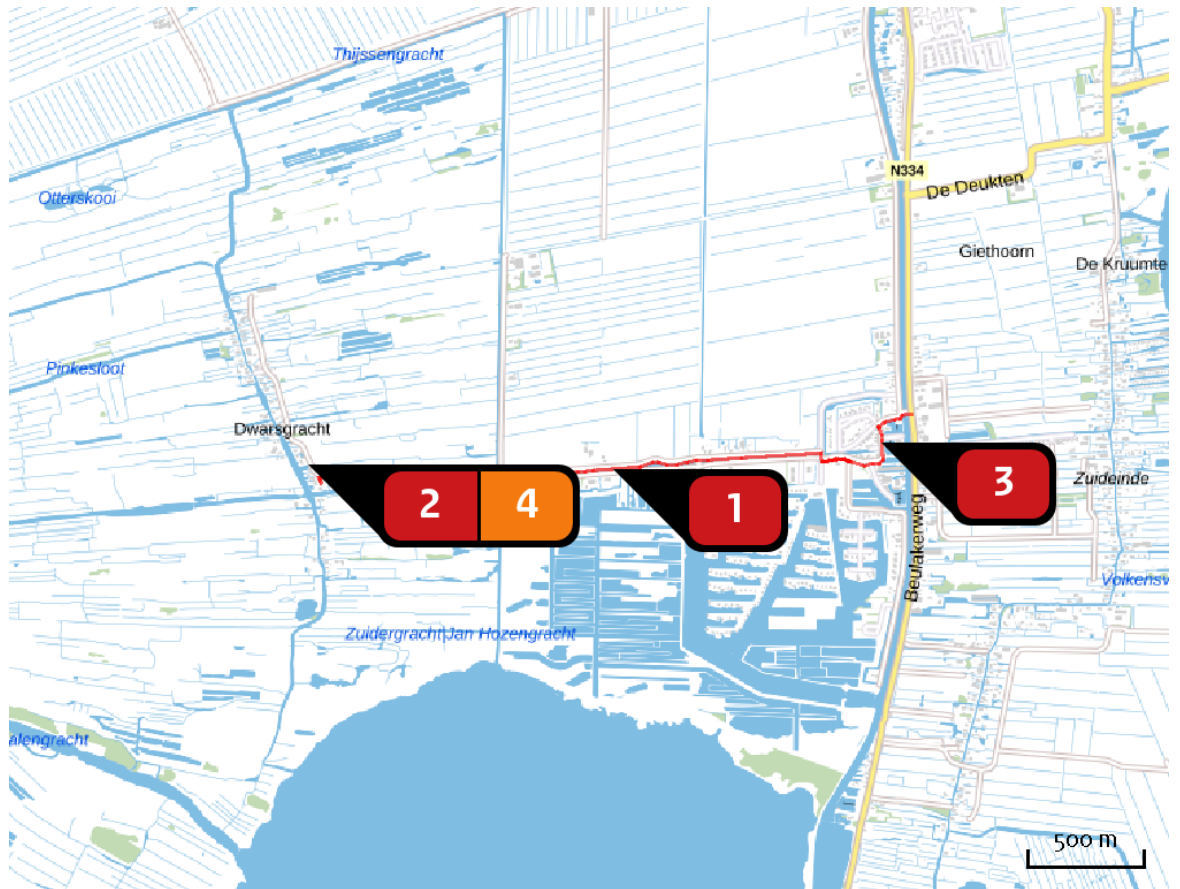 Thijssengracht
N334
De Deukten
Otterskooi
Giethoorn
De Kruumte
Pinkesloot
Dwarsgracht
2
4
1
3
Zuideinde
Beulakerweg
Volkensv
Zuidergracht|Jan Hozengracht
alengracht
500 m